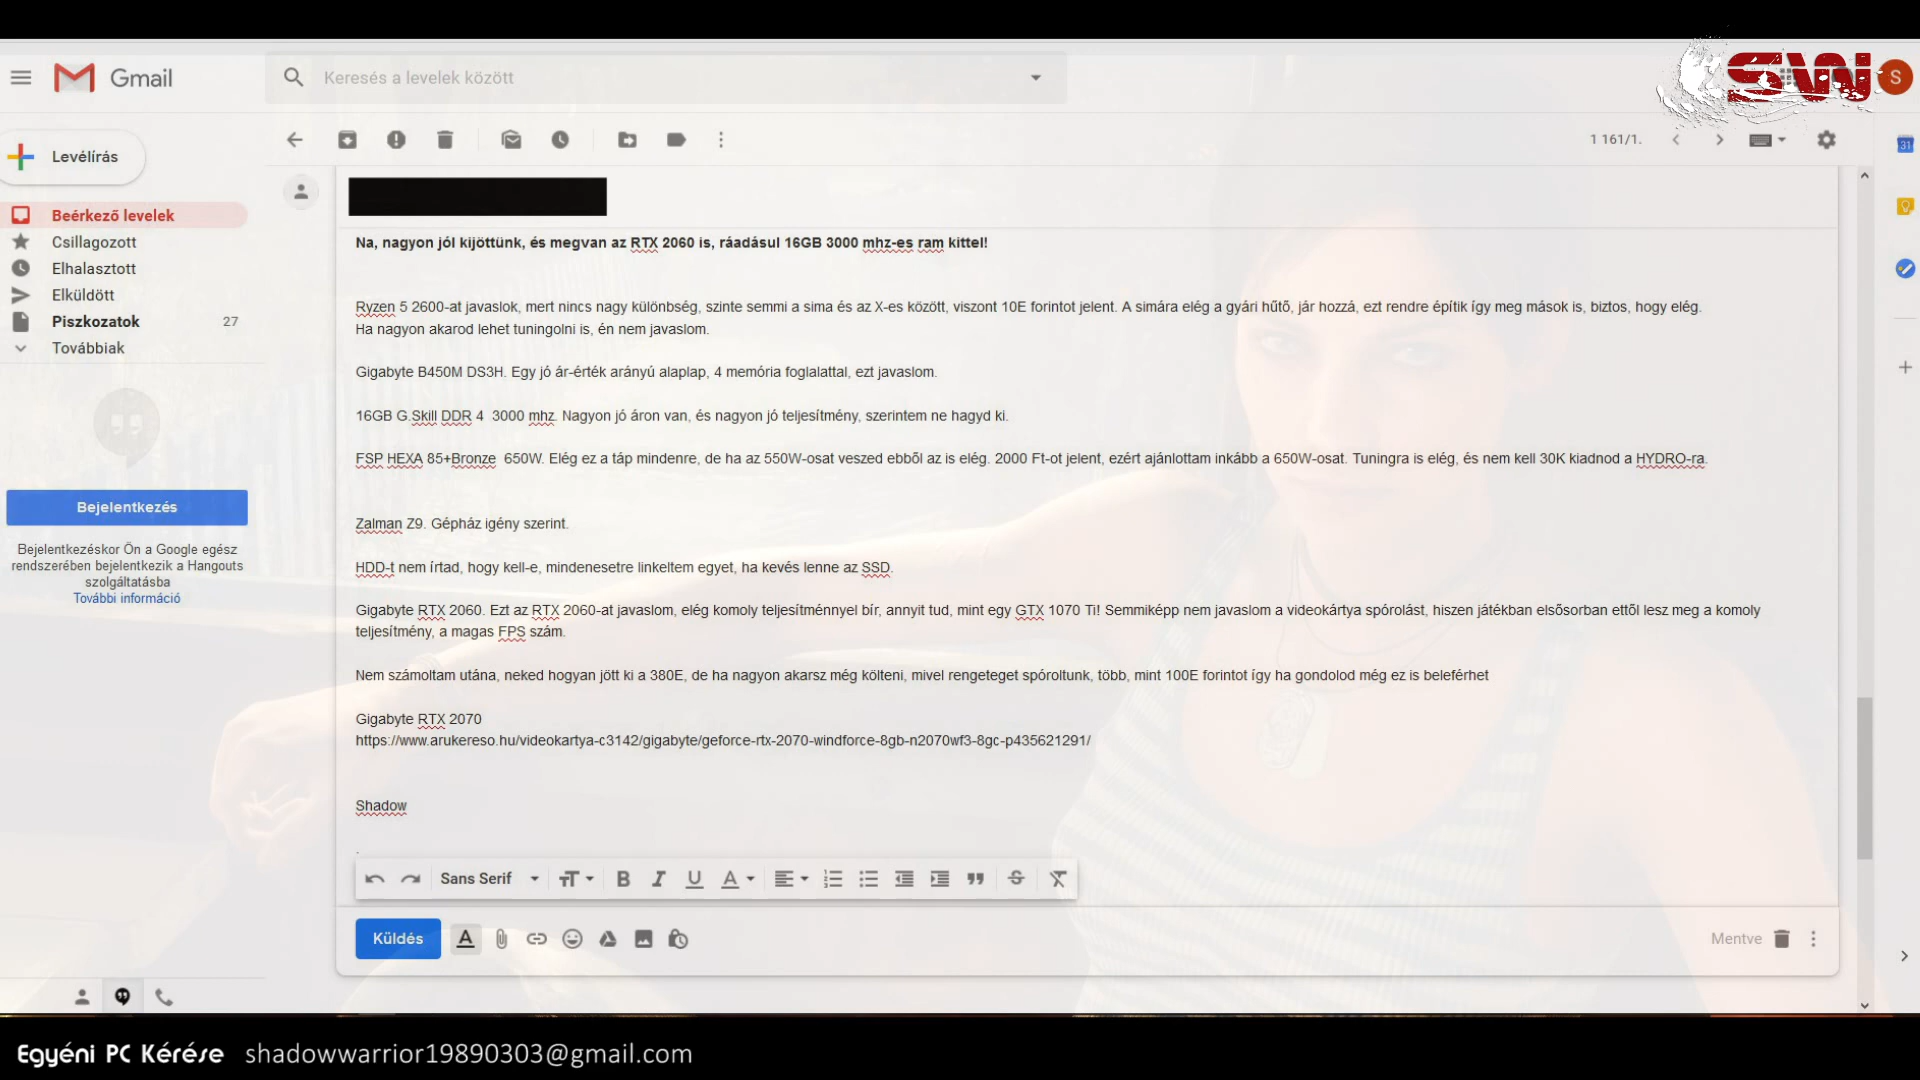 Gmail
Keresés a levelek között
SW
S
Levélírás
1 161/1.
31
Beérkező levelek
Csillagozott
Elhalasztott
Elküldött
Piszkozatok 27
Továbbiak
Bejelentkezés
Bejelentkezéskor Ön a Google egész
rendszerében bejelentkezik a Hangouts
szolgáltatásba
További információ
Na, nagyon jól kijöttünk, és megvan az RTX 2060 is, ráadásul 16GB 3000 mhz-es ram kittel!
Ryzen 5 2600-at javaslok, mert nincs nagy különbség, szinte semmi a sima és az X-es között, viszont 10E forintot jelent. A simára elég a gyári hűtő, jár hozzá, ezt rendre építik így meg mások is, biztos, hogy elég.
Ha nagyon akarod lehet tuningolni is, én nem javaslom.
Gigabyte B450M DS3H. Egy jó ár-érték arányú alaplap, 4 memória foglalattal, ezt javaslom.
16GB G.Skill DDR 4  3000 mhz. Nagyon jó áron van, és nagyon jó teljesítmény, szerintem ne hagyd ki.
FSP HEXA 85+Bronze  650W. Elég ez a táp mindenre, de ha az 550W-osat veszed ebből az is elég. 2000 Ft-ot jelent, ezért ajánlottam inkább a 650W-osat. Tuningra is elég, és nem kell 30K kiadnod a HYDRO-ra.
Zalman Z9. Gépház igény szerint.
HDD-t nem írtad, hogy kell-e, mindenesetre linkeltem egyet, ha kevés lenne az SSD.
Gigabyte RTX 2060. Ezt az RTX 2060-at javaslom, elég komoly teljesítménnyel bír, annyit tud, mint egy GTX 1070 Ti! Semmiképp nem javaslom a videokártya spórolást, hiszen játékban elsősorban ettől lesz meg a komoly
teljesítmény, a magas FPS szám.
Nem számoltam utána, neked hogyan jött ki a 380E, de ha nagyon akarsz még költeni, mivel rengeteget spóroltunk, több, mint 100E forintot így ha gondolod még ez is beleférhet
Gigabyte RTX 2070
https://www.arukereso.hu/videokartya-c3142/gigabyte/geforce-rtx-2070-windforce-8gb-n2070wf3-8gc-p435621291/
Shadow
.
Sans Serif
Küldés
Mentve
Egyéni PC Kérése shadowwarrior19890303@gmail.com